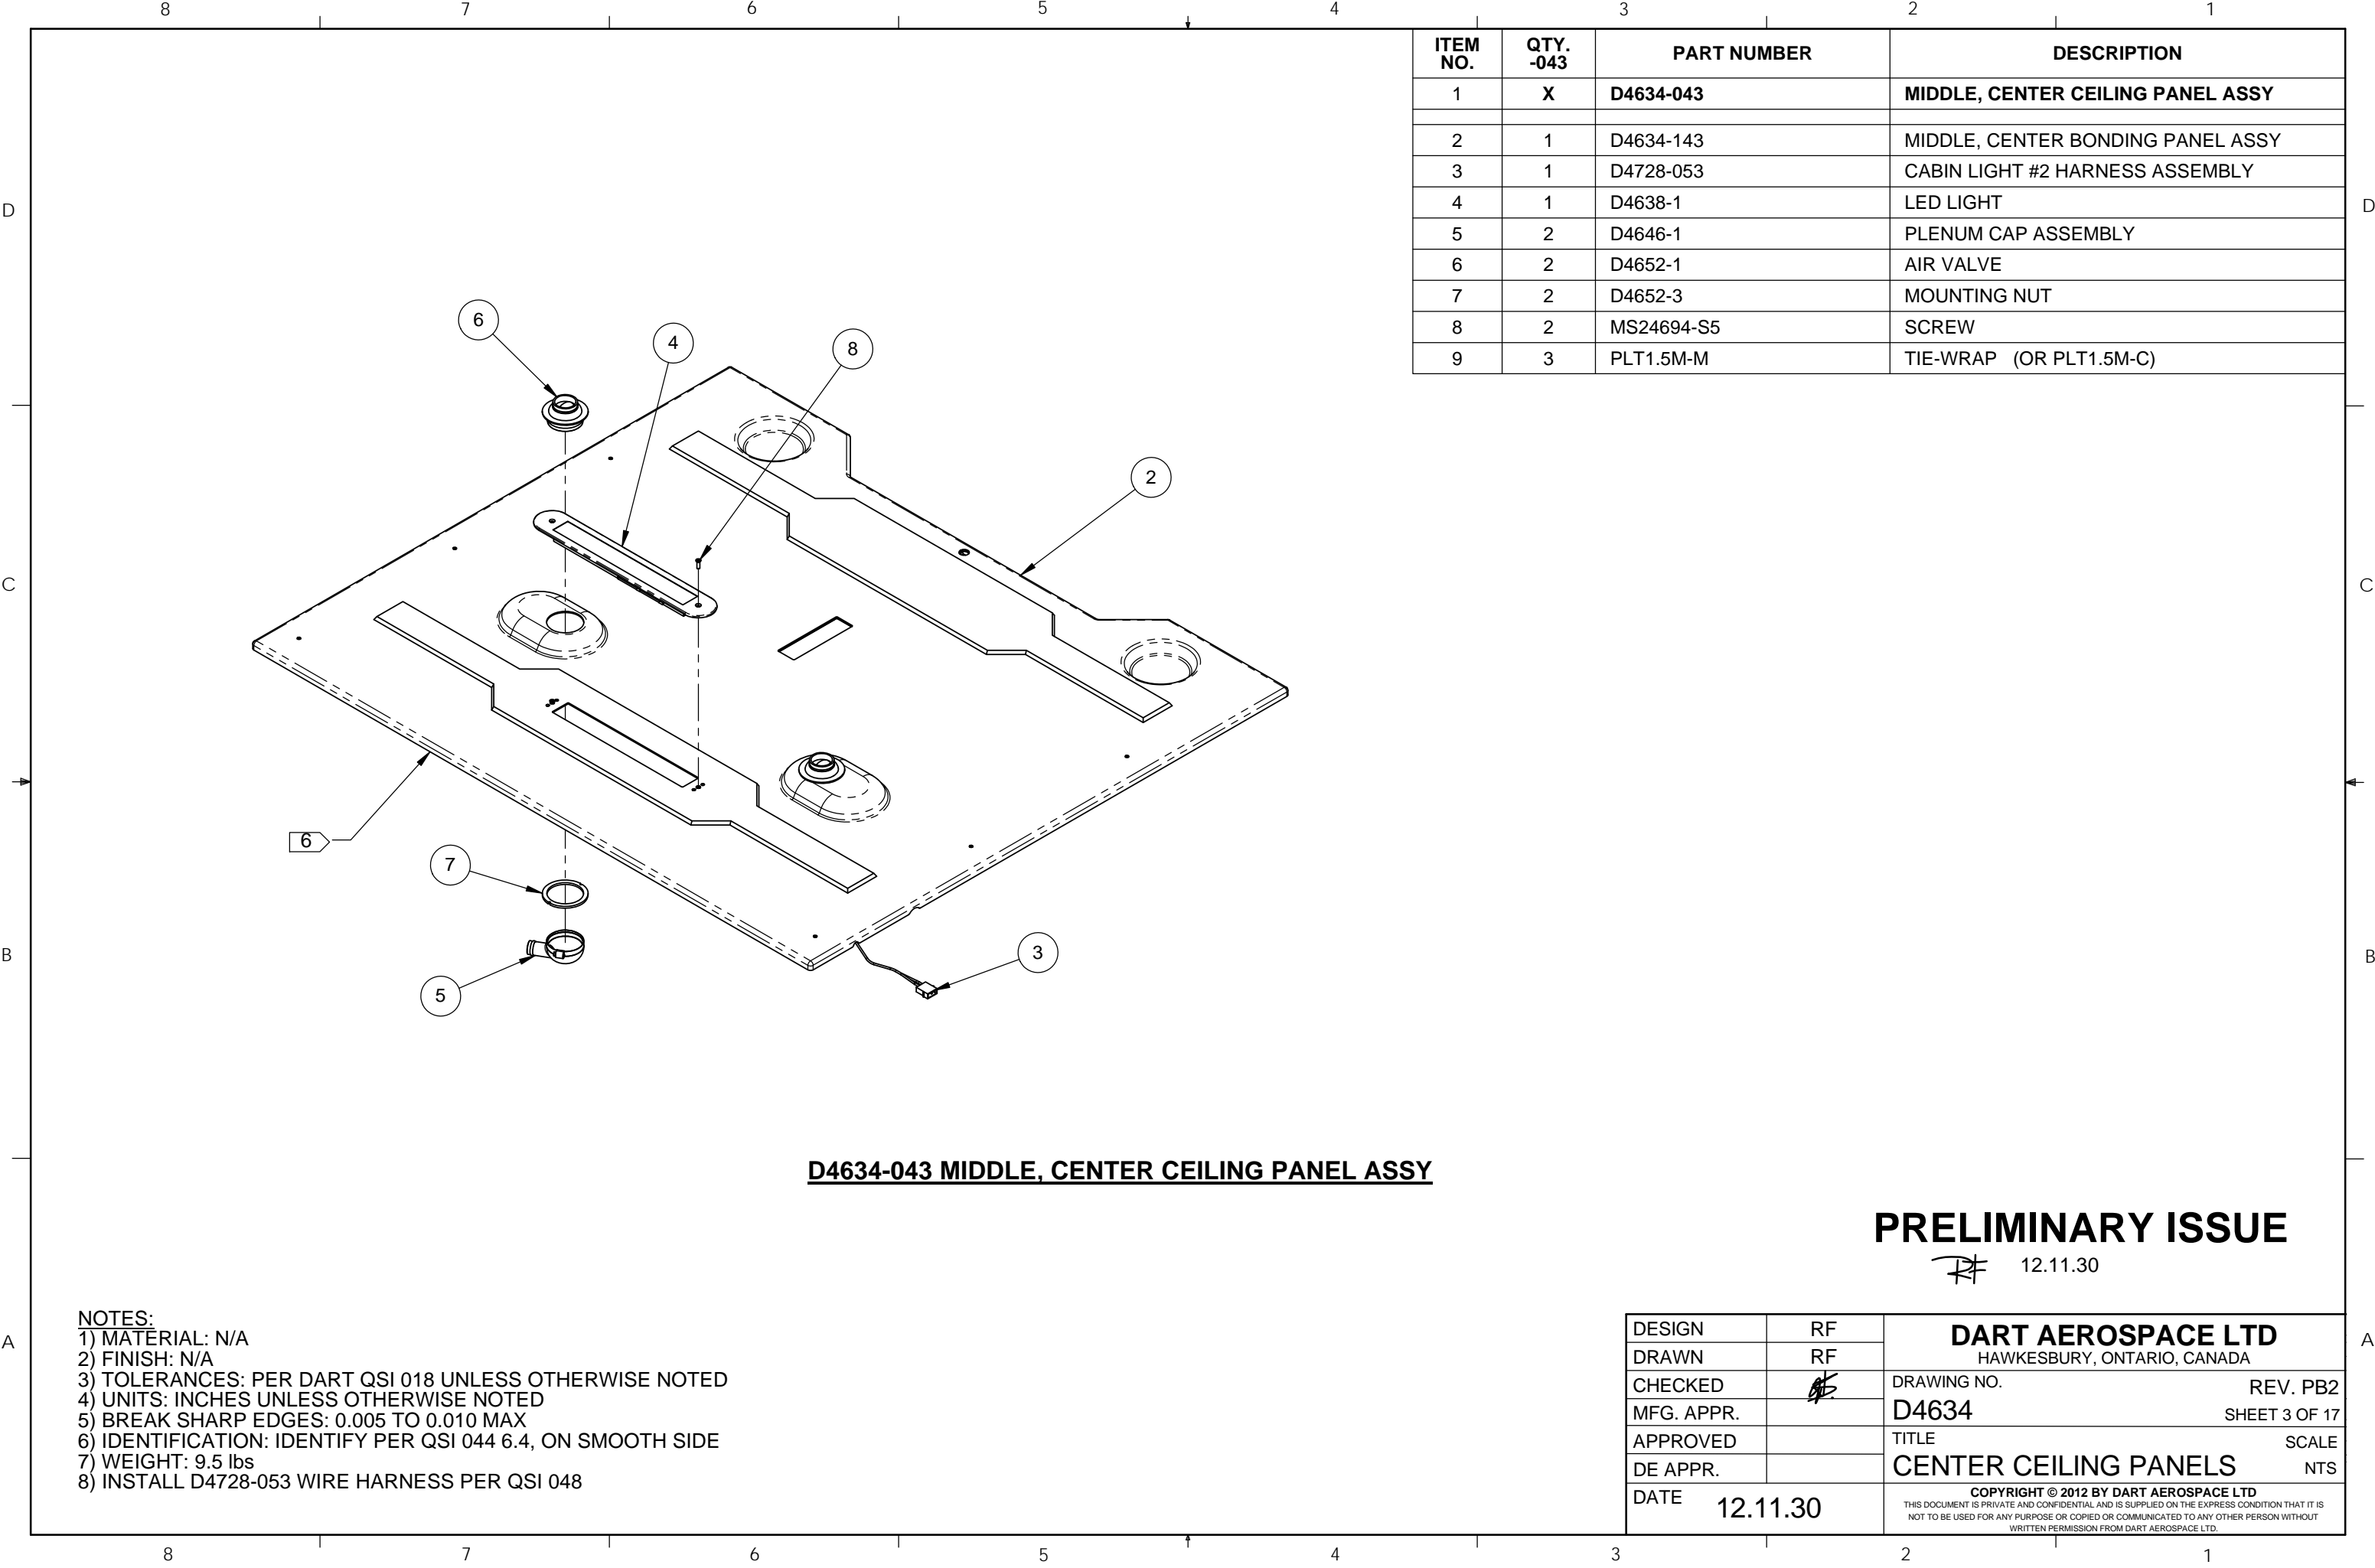 8 7 6 5 4 3 2 1
ITEM NO. QTY. -043 PART NUMBER DESCRIPTION
1 X D4634-043 MIDDLE, CENTER CEILING PANEL ASSY
2 1 D4634-143 MIDDLE, CENTER BONDING PANEL ASSY
3 1 D4728-053 CABIN LIGHT #2 HARNESS ASSEMBLY
4 1 D4638-1 LED LIGHT
5 2 D4646-1 PLENUM CAP ASSEMBLY
6 2 D4652-1 AIR VALVE
7 2 D4652-3 MOUNTING NUT
8 2 MS24694-S5 SCREW
9 3 PLT1.5M-M TIE-WRAP (OR PLT1.5M-C)
D D
6
4
8
2
C C
6
7
3
5
B B
D4634-043 MIDDLE, CENTER CEILING PANEL ASSY
PRELIMINARY ISSUE
RF 12.11.30
NOTES:
1) MATERIAL: N/A
2) FINISH: N/A
3) TOLERANCES: PER DART QSI 018 UNLESS OTHERWISE NOTED
4) UNITS: INCHES UNLESS OTHERWISE NOTED
5) BREAK SHARP EDGES: 0.005 TO 0.010 MAX
6) IDENTIFICATION: IDENTIFY PER QSI 044 6.4, ON SMOOTH SIDE
7) WEIGHT: 9.5 lbs
8) INSTALL D4728-053 WIRE HARNESS PER QSI 048
A A
DESIGN RF
DRAWN RF
CHECKED
MFG. APPR.
APPROVED
DE APPR.
DATE 12.11.30
DART AEROSPACE LTD
HAWKESBURY, ONTARIO, CANADA
DRAWING NO. REV. PB2
D4634 SHEET 3 OF 17
TITLE SCALE
CENTER CEILING PANELS NTS
COPYRIGHT © 2012 BY DART AEROSPACE LTD
THIS DOCUMENT IS PRIVATE AND CONFIDENTIAL AND IS SUPPLIED ON THE EXPRESS CONDITION THAT IT IS
NOT TO BE USED FOR ANY PURPOSE OR COPIED OR COMMUNICATED TO ANY OTHER PERSON WITHOUT
WRITTEN PERMISSION FROM DART AEROSPACE LTD.
8 7 6 5 4 3 2 1